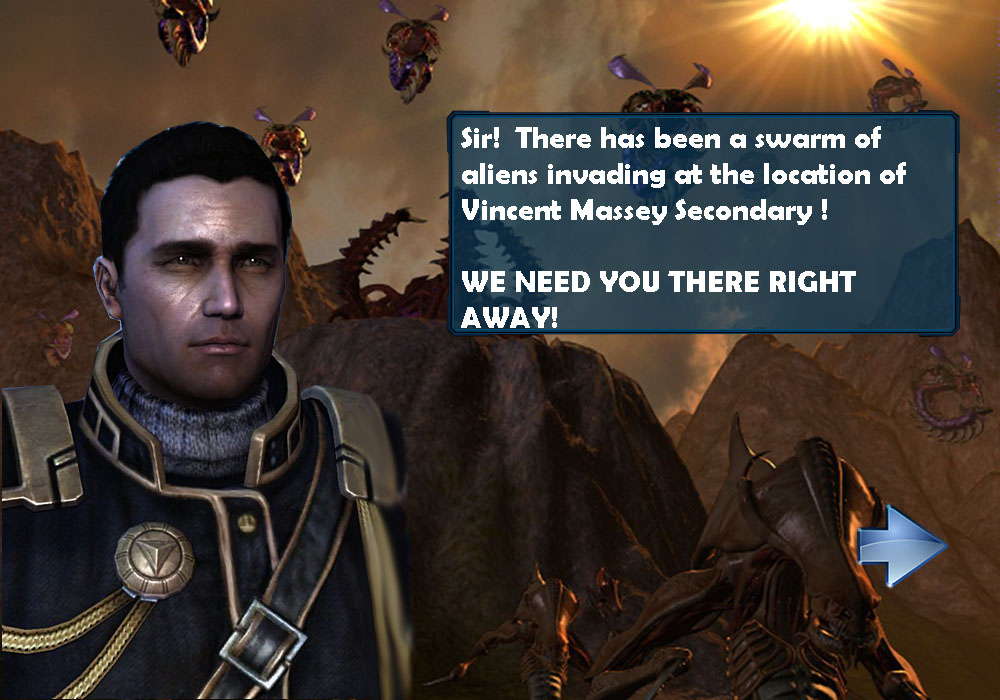 Sir!  There has been a swarm of
aliens invading at the location of
Vincent Massey Secondary !
WE NEED YOU THERE RIGHT
AWAY!